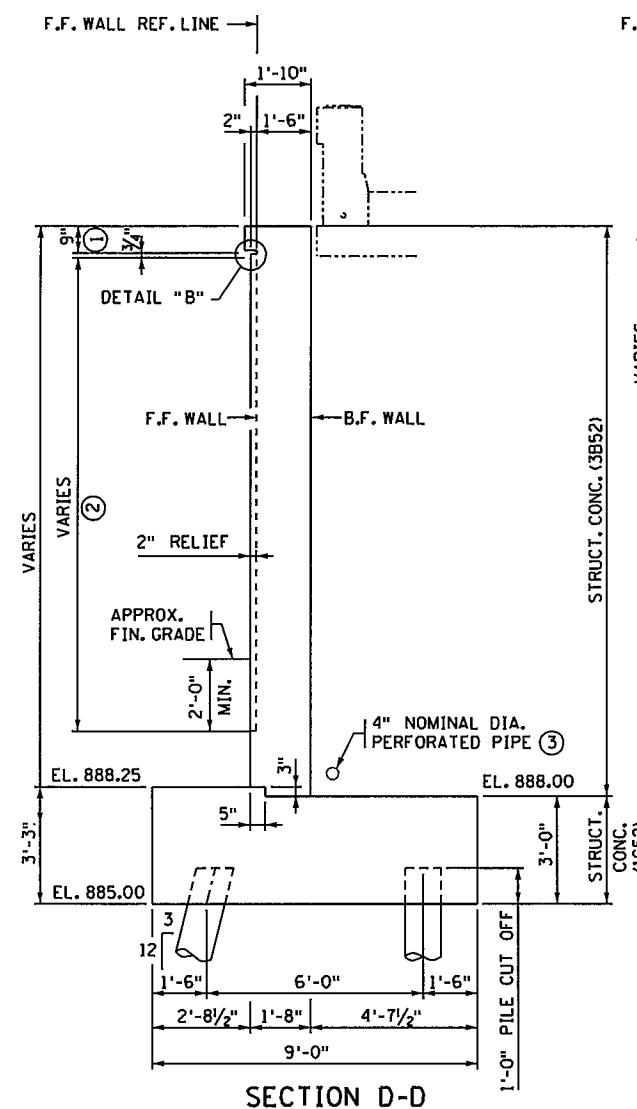 F.F. WALL REF. LINE
F.
1'-10"
2"
1'-6"
9"
1
3/4
DETAIL "B"
F.F. WALL
B.F. WALL
VARIES
VARIES
2
2" RELIEF
APPROX.
FIN. GRADE
2'-0"
MIN.
4" NOMINAL DIA.
PERFORATED PIPE 3
STRUCT. CONC. (3B52)
VARIES
EL. 888.25
3"
EL. 888.00
5"
3'-3"
3'-0"
STRUCT.
CONC.
EL. 885.00
3
12
1'-6"
6'-0"
1'-6"
1'-0" PILE CUT OFF
2'-8½"
1'-8"
4'-7½"
9'-0"
SECTION D-D